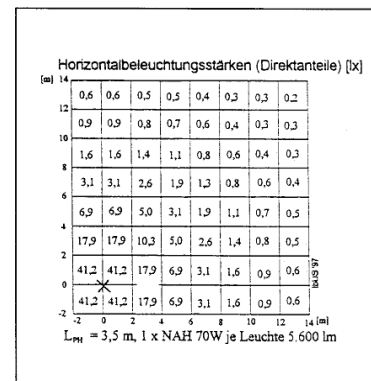 Horizontalbeleuchtungsstärken (Direktanteile) [lx]
[m] 14
0,6 0,6 0,5 0,5 0,4 0,3 0,3 0,2
12
0,9 0,9 0,8 0,7 0,6 0,4 0,3 0,3
10
1,6 1,6 1,4 1,1 0,8 0,6 0,4 0,3
8
3,1 3,1 2,6 1,9 1,3 0,8 0,6 0,4
6
6,9 6,9 5,0 3,1 1,9 1,1 0,7 0,5
4
17,9 17,9 10,3 5,0 2,6 1,4 0,8 0,5
2
41,2 41,2 17,9 6,9 3,1 1,6 0,9 0,6
0
41,2 41,2 17,9 6,9 3,1 1,6 0,9 0,6
-2
-2 0 2 4 6 8 10 12 14 [m]
L_PH = 3,5 m, 1 x NAH 70W je Leuchte 5.600 lm